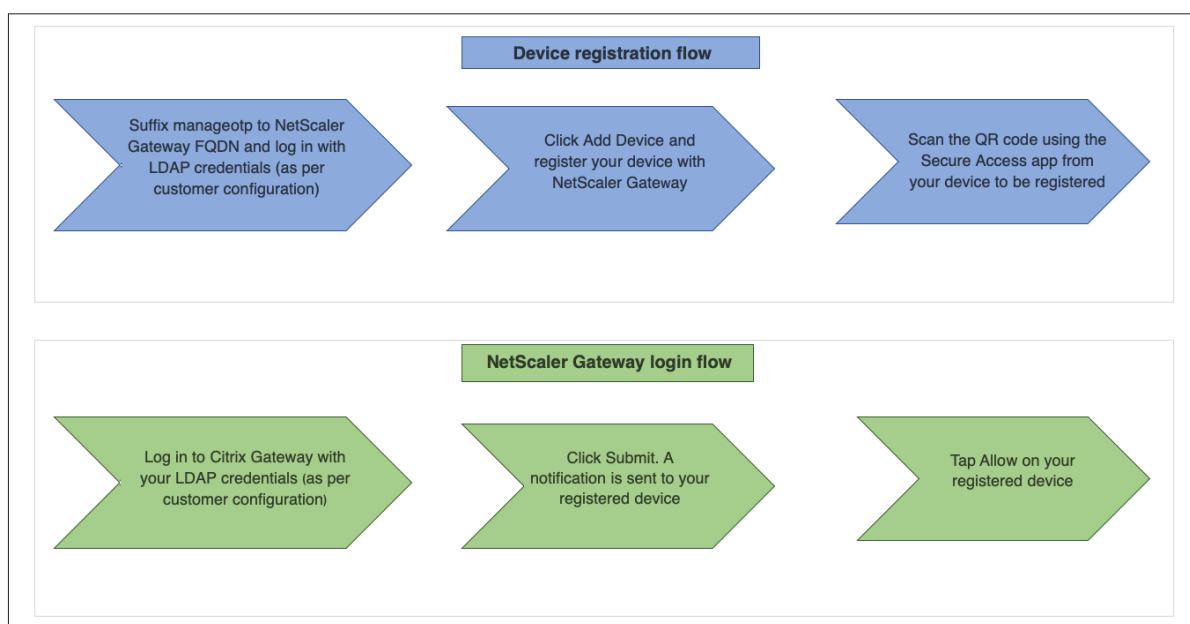 Device registration flow
Suffix manageotp to NetScaler
Gateway FQDN and log in with
LDAP credentials (as per
customer configuration)
Click Add Device and
register your device with
NetScaler Gateway
Scan the QR code using the
Secure Access app from
your device to be registered
NetScaler Gateway login flow
Log in to Citrix Gateway with
your LDAP credentials (as per
customer configuration)
Click Submit. A
notification is sent to your
registered device
Tap Allow on your
registered device